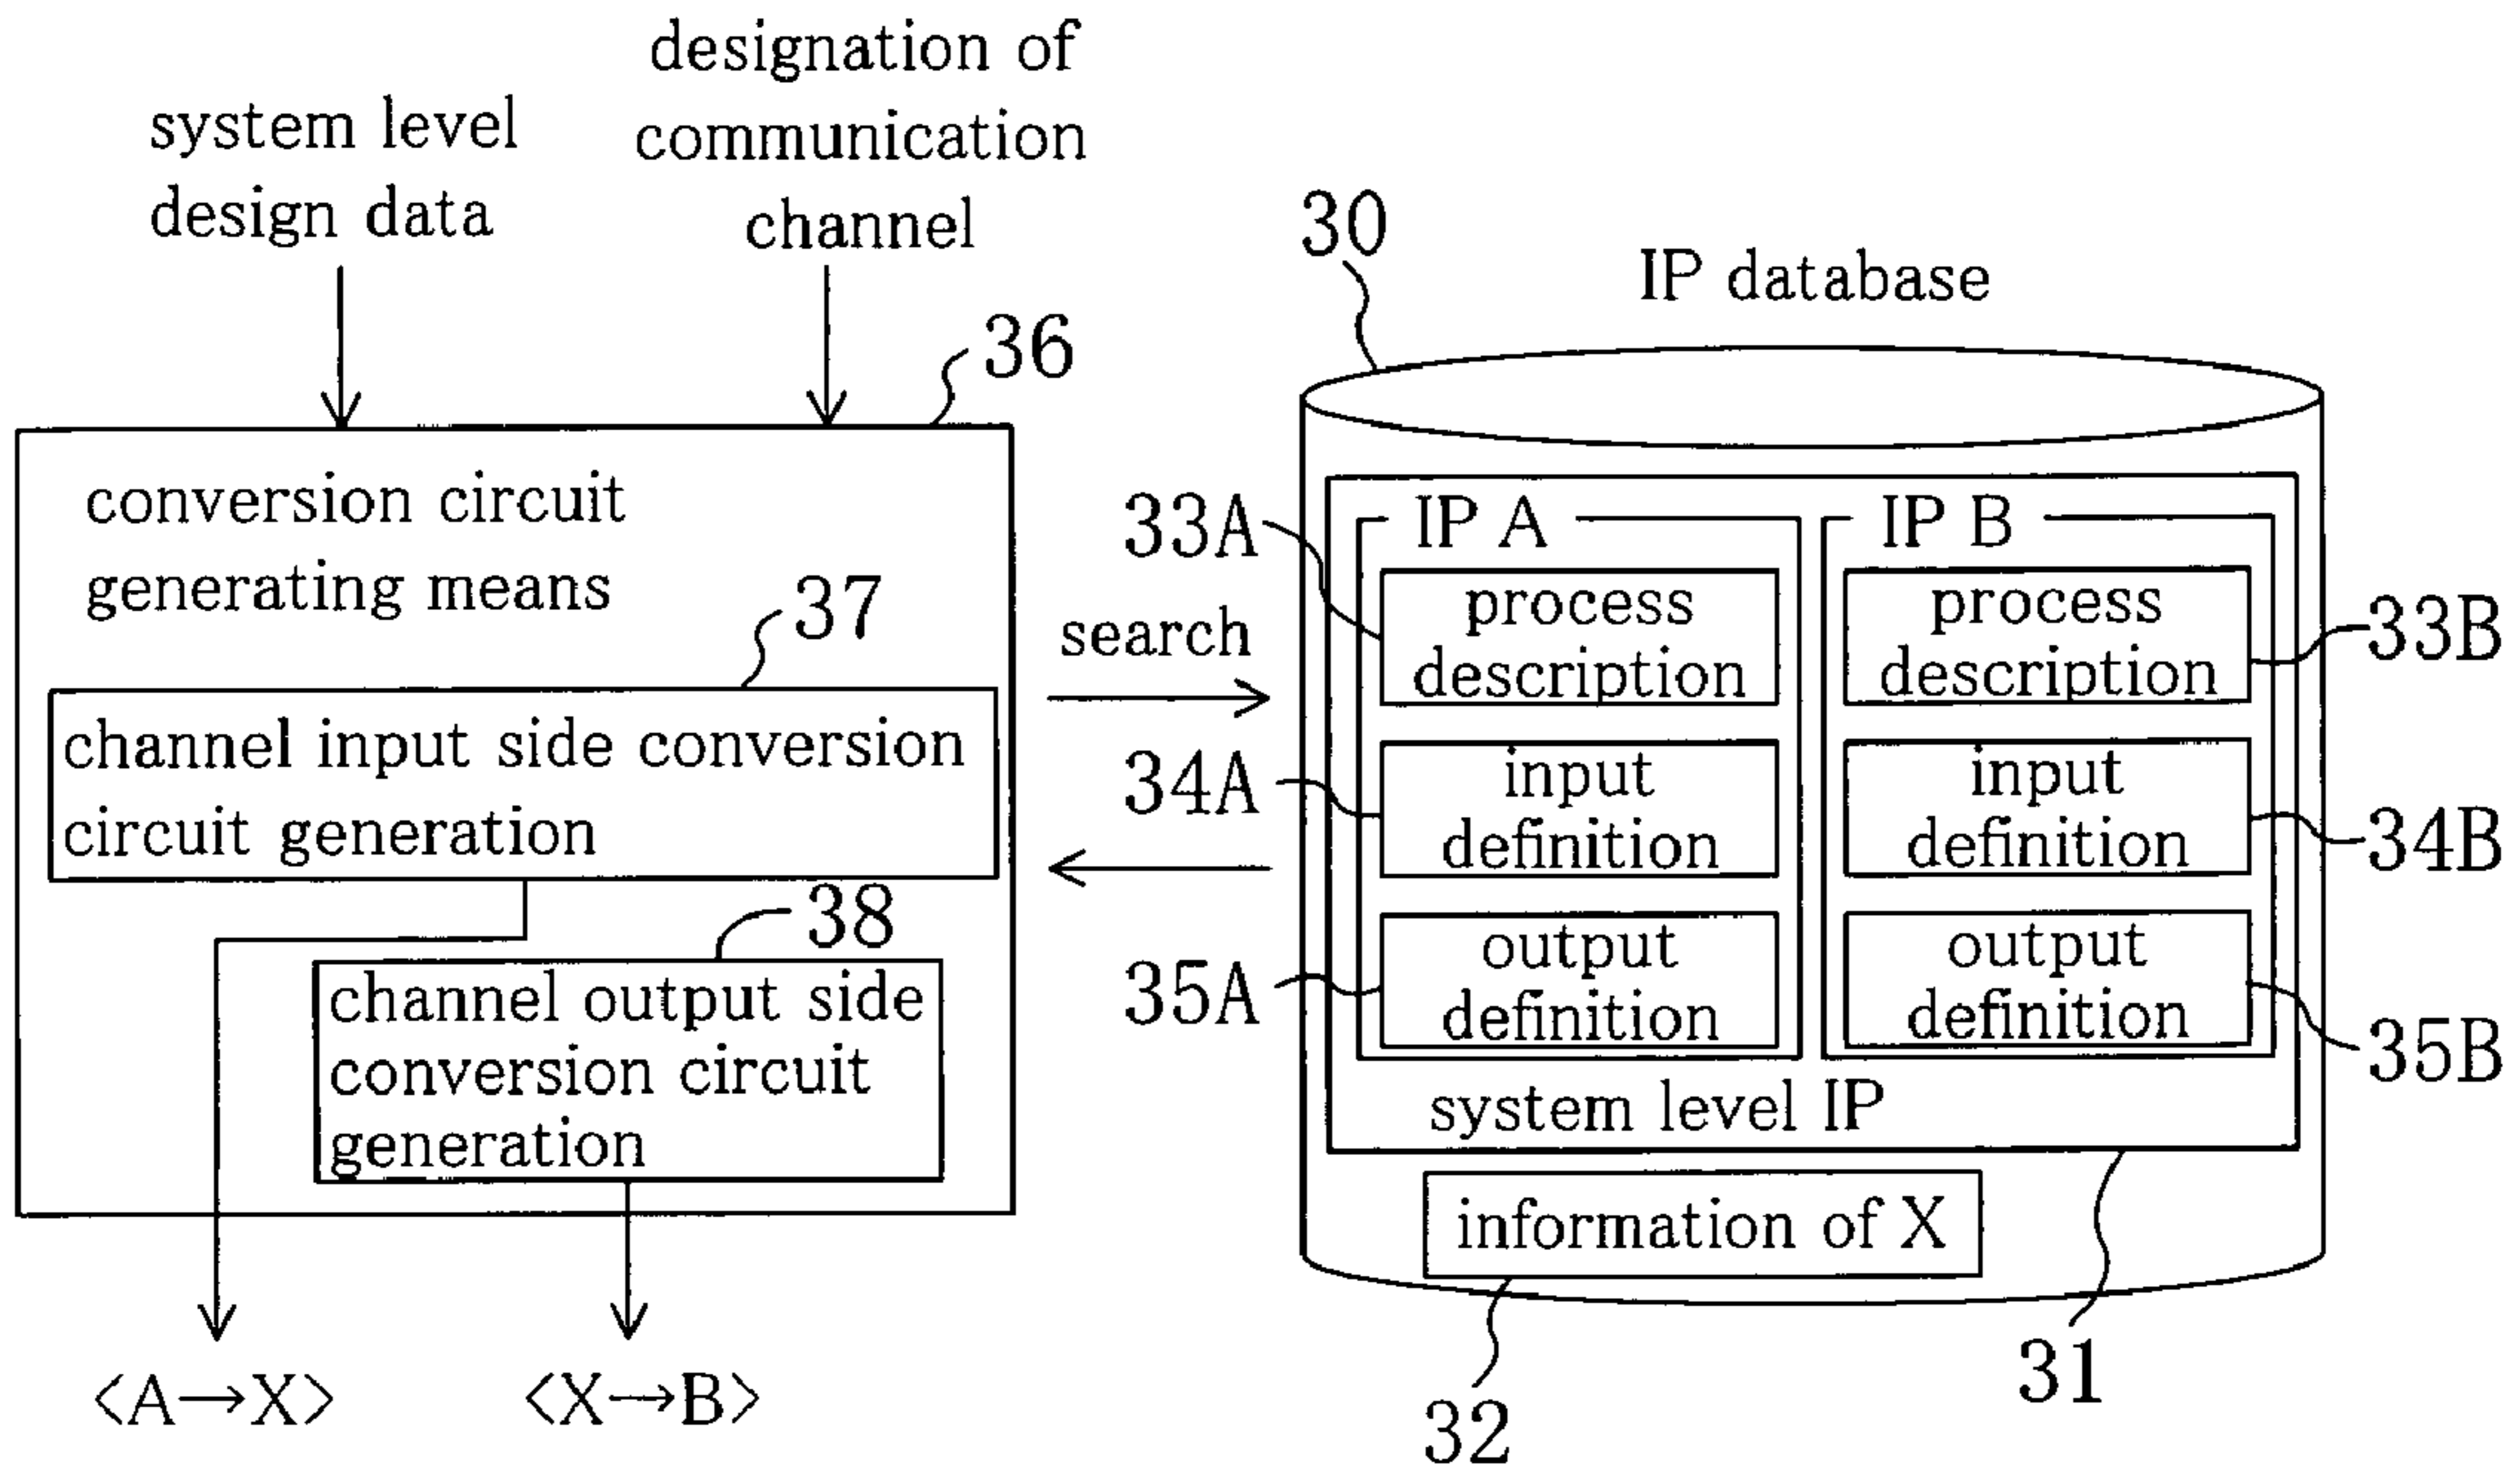 designation of
communication
channel
system level
design data
30
IP database
36
conversion circuit
generating means
37
channel input side conversion
circuit generation
38
channel output side
conversion circuit
generation
<A→X>
<X→B>
search
33A
34A
35A
IP A
process
description
input
definition
output
definition
IP B
process
description
input
definition
output
definition
33B
34B
35B
system level IP
information of X
31
32